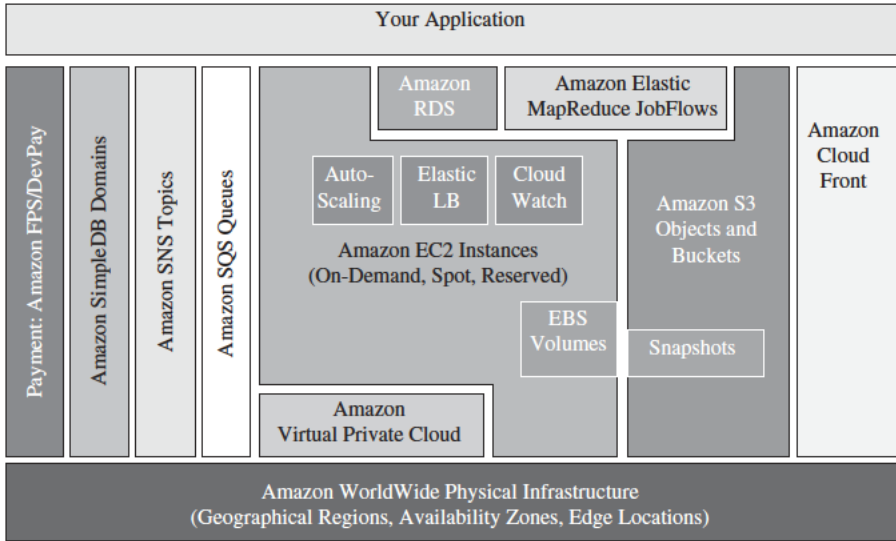 Your Application
Payment: Amazon FPS/DevPay
Amazon SimpleDB Domains
Amazon SNS Topics
Amazon SQS Queues
Amazon
RDS
Amazon Elastic
MapReduce JobFlows
Auto-
Scaling
Elastic
LB
Cloud
Watch
Amazon EC2 Instances
(On-Demand, Spot, Reserved)
EBS
Volumes
Amazon
Virtual Private Cloud
Amazon S3
Objects and
Buckets
Snapshots
Amazon
Cloud
Front
Amazon WorldWide Physical Infrastructure
(Geographical Regions, Availability Zones, Edge Locations)